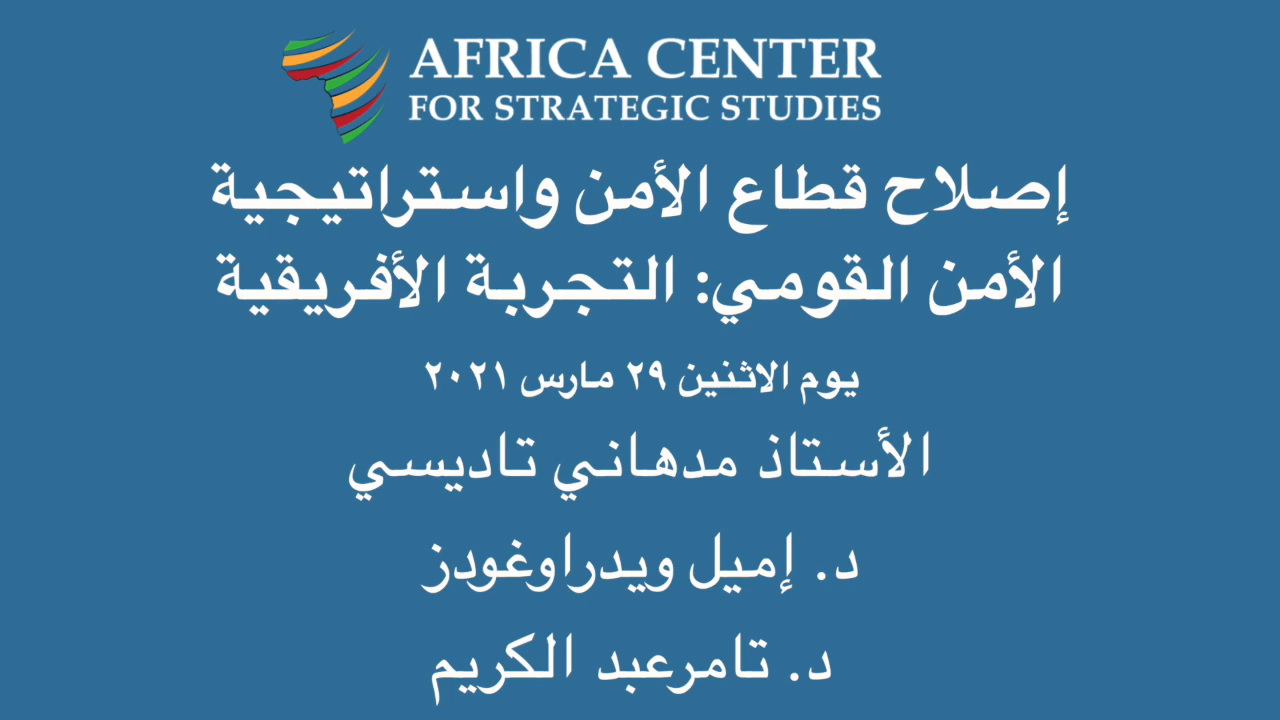 AFRICA CENTER
FOR STRATEGIC STUDIES
إصلاح قطاع الأمن واستراتيجية
الأمن القومي: التجربة الأفريقية
يوم الاثنين ٢٩ مارس ٢٠٢١
الأستاذ مدهاني تاديسي
د. إميل ويدراوغودز
د. تامرعبد الكريم